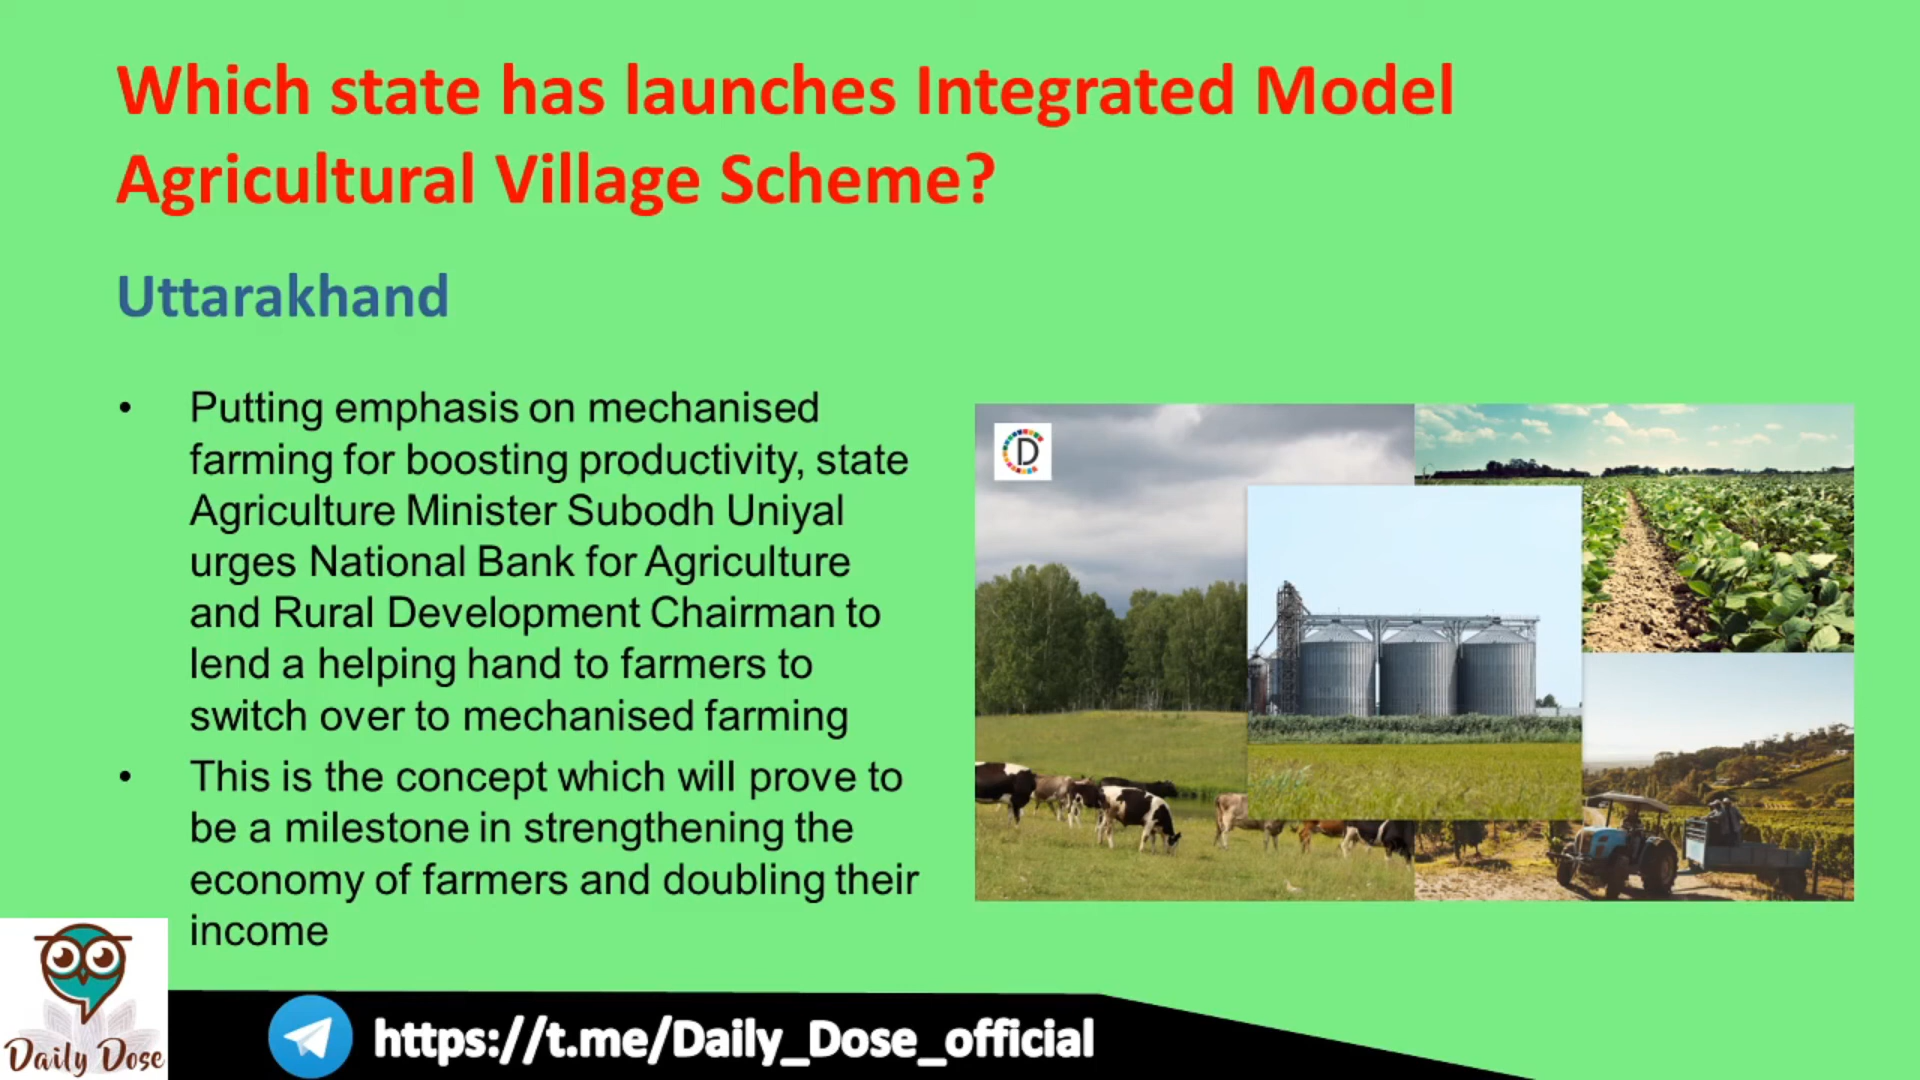 Which state has launches Integrated Model
Agricultural Village Scheme?
Uttarakhand
• Putting emphasis on mechanised
farming for boosting productivity, state
Agriculture Minister Subodh Uniyal
urges National Bank for Agriculture
and Rural Development Chairman to
lend a helping hand to farmers to
switch over to mechanised farming
• This is the concept which will prove to
be a milestone in strengthening the
economy of farmers and doubling their
income
D
Daily Dose
https://t.me/Daily_Dose_official